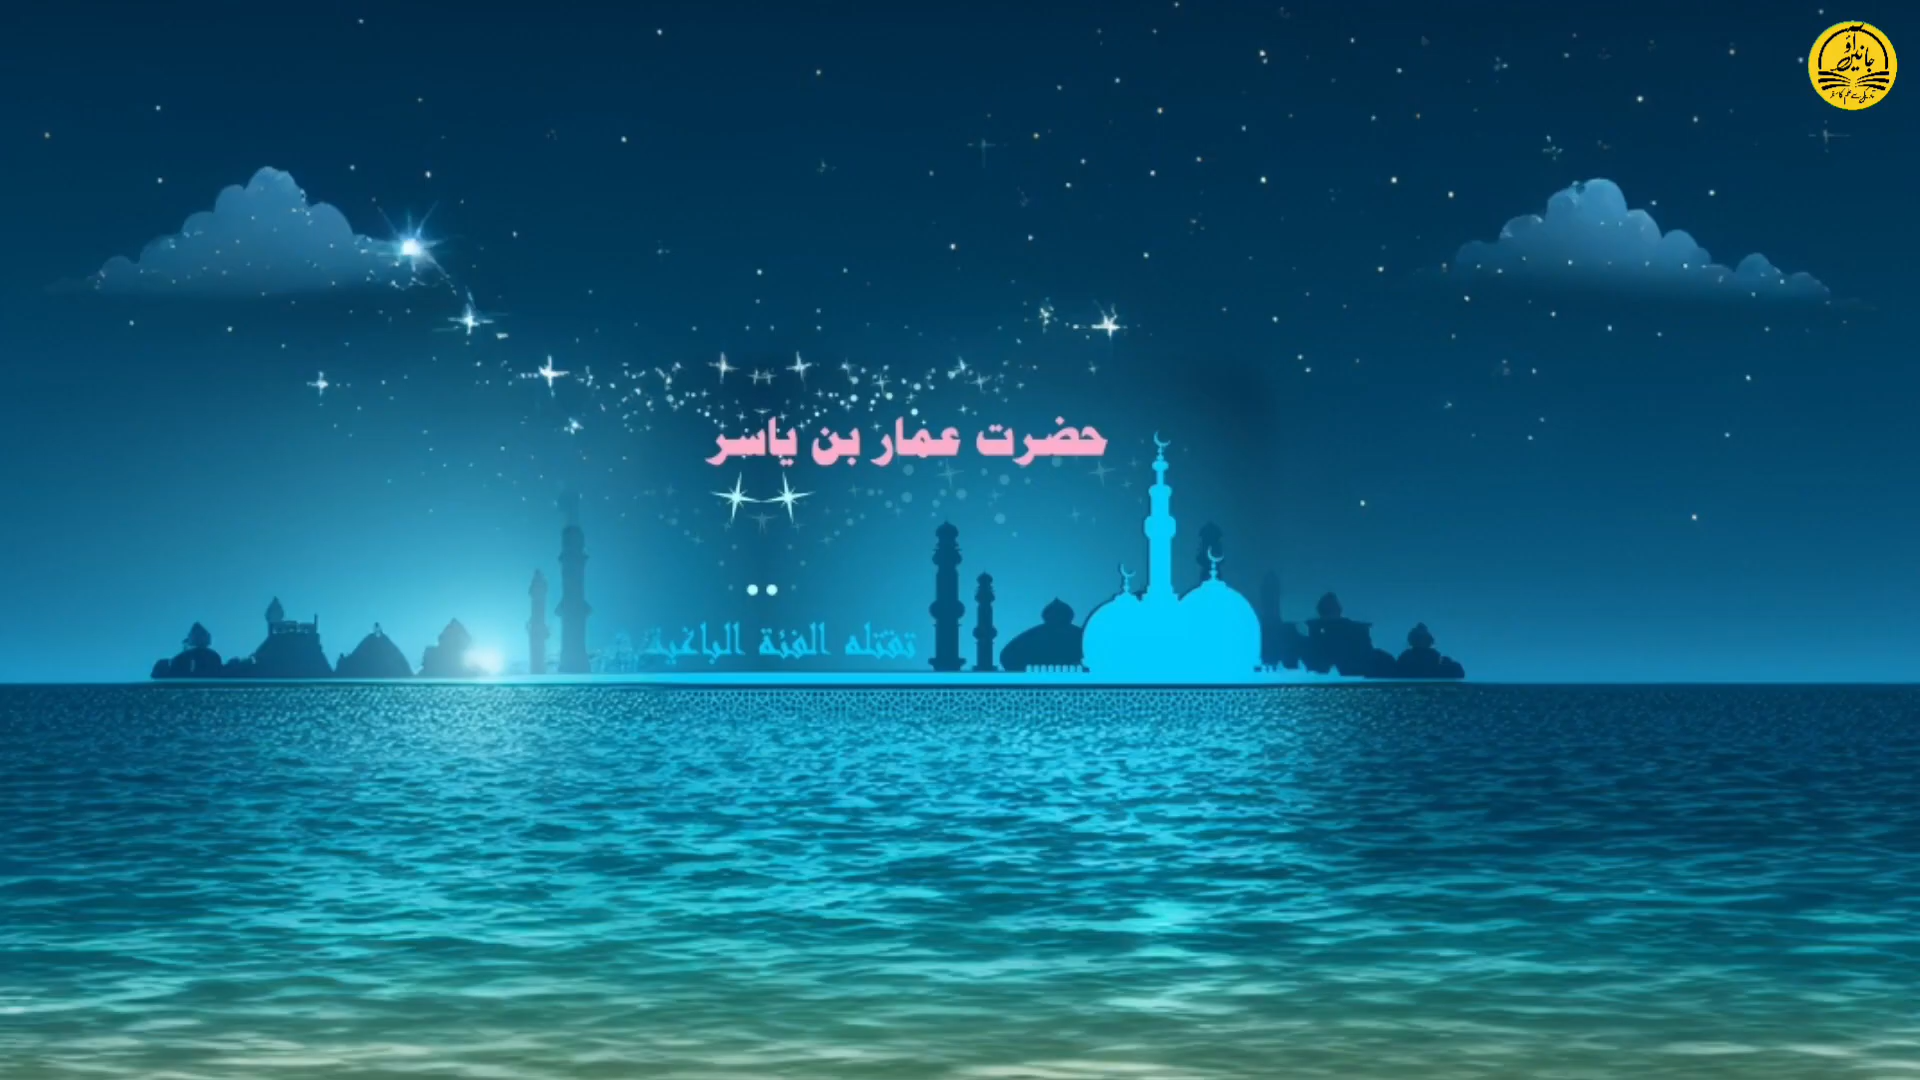 حضرت عمار بن یاسر
تقتله الفئة الباغية